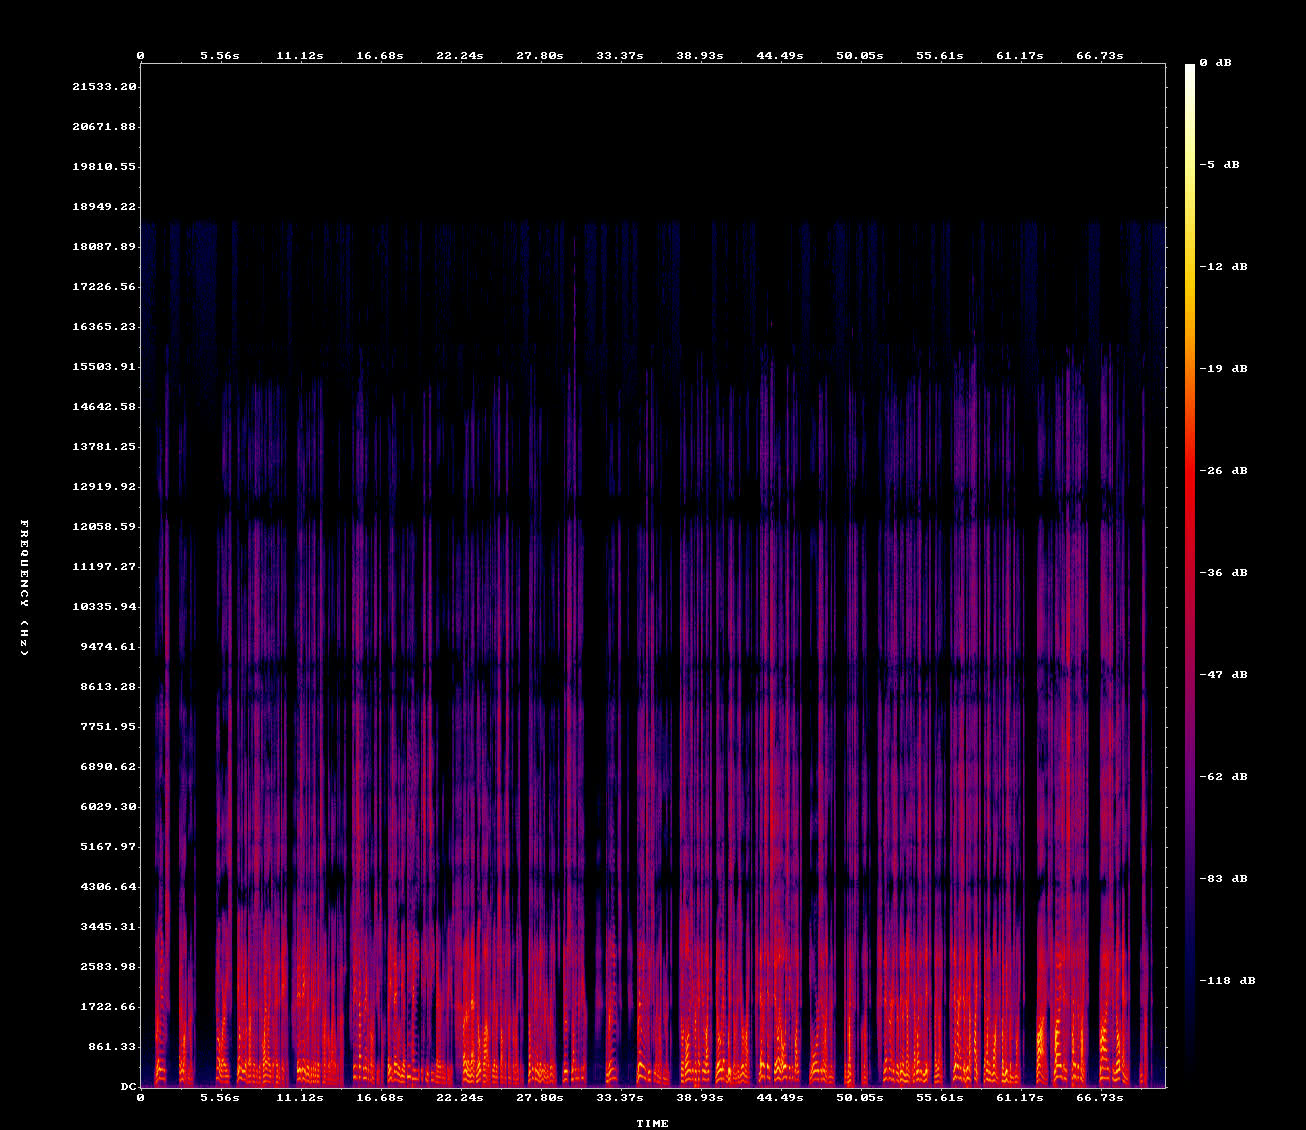 0 5.56s 11.12s 16.68s 22.24s 27.80s 33.37s 38.93s 44.49s 50.05s 55.61s 61.17s 66.73s
0 dB
21533.20
20671.88
19810.55
-5 dB
18949.22
18087.89
17226.56
-12 dB
16365.23
15503.91
-19 dB
14642.58
13781.25
-26 dB
12919.92
12058.59
FREQUENCY (Hz)
11197.27
-36 dB
10335.94
9474.61
8613.28
-47 dB
7751.95
6890.62
-62 dB
6029.30
5167.97
4306.64
-83 dB
3445.31
2583.98
-118 dB
1722.66
861.33
DC
0 5.56s 11.12s 16.68s 22.24s 27.80s 33.37s 38.93s 44.49s 50.05s 55.61s 61.17s 66.73s
TIME